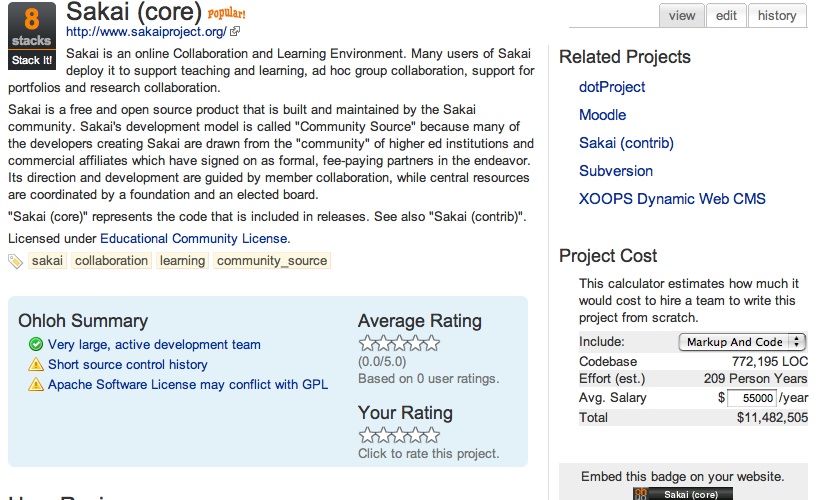 8
stacks
Stack It!
Sakai (core) Popular!
http://www.sakaiproject.org/
Sakai is an online Collaboration and Learning Environment. Many users of Sakai
deploy it to support teaching and learning, ad hoc group collaboration, support for
portfolios and research collaboration.
Sakai is a free and open source product that is built and maintained by the Sakai
community. Sakai's development model is called "Community Source" because many of
the developers creating Sakai are drawn from the "community" of higher ed institutions and
commercial affiliates which have signed on as formal, fee-paying partners in the endeavor.
Its direction and development are guided by member collaboration, while central resources
are coordinated by a foundation and an elected board.
"Sakai (core)" represents the code that is included in releases. See also "Sakai (contrib)".
Licensed under Educational Community License.
sakai collaboration learning community_source
Ohloh Summary
Very large, active development team
Short source control history
Apache Software License may conflict with GPL
Average Rating
(0.0/5.0)
Based on 0 user ratings.
Your Rating
Click to rate this project.
view edit history
Related Projects
dotProject
Moodle
Sakai (contrib)
Subversion
XOOPS Dynamic Web CMS
Project Cost
This calculator estimates how much it
would cost to hire a team to write this
project from scratch.
Include: Markup And Code
Codebase 772,195 LOC
Effort (est.) 209 Person Years
Avg. Salary $ 55000 /year
Total $11,482,505
Embed this badge on your website.
Sakai (core)